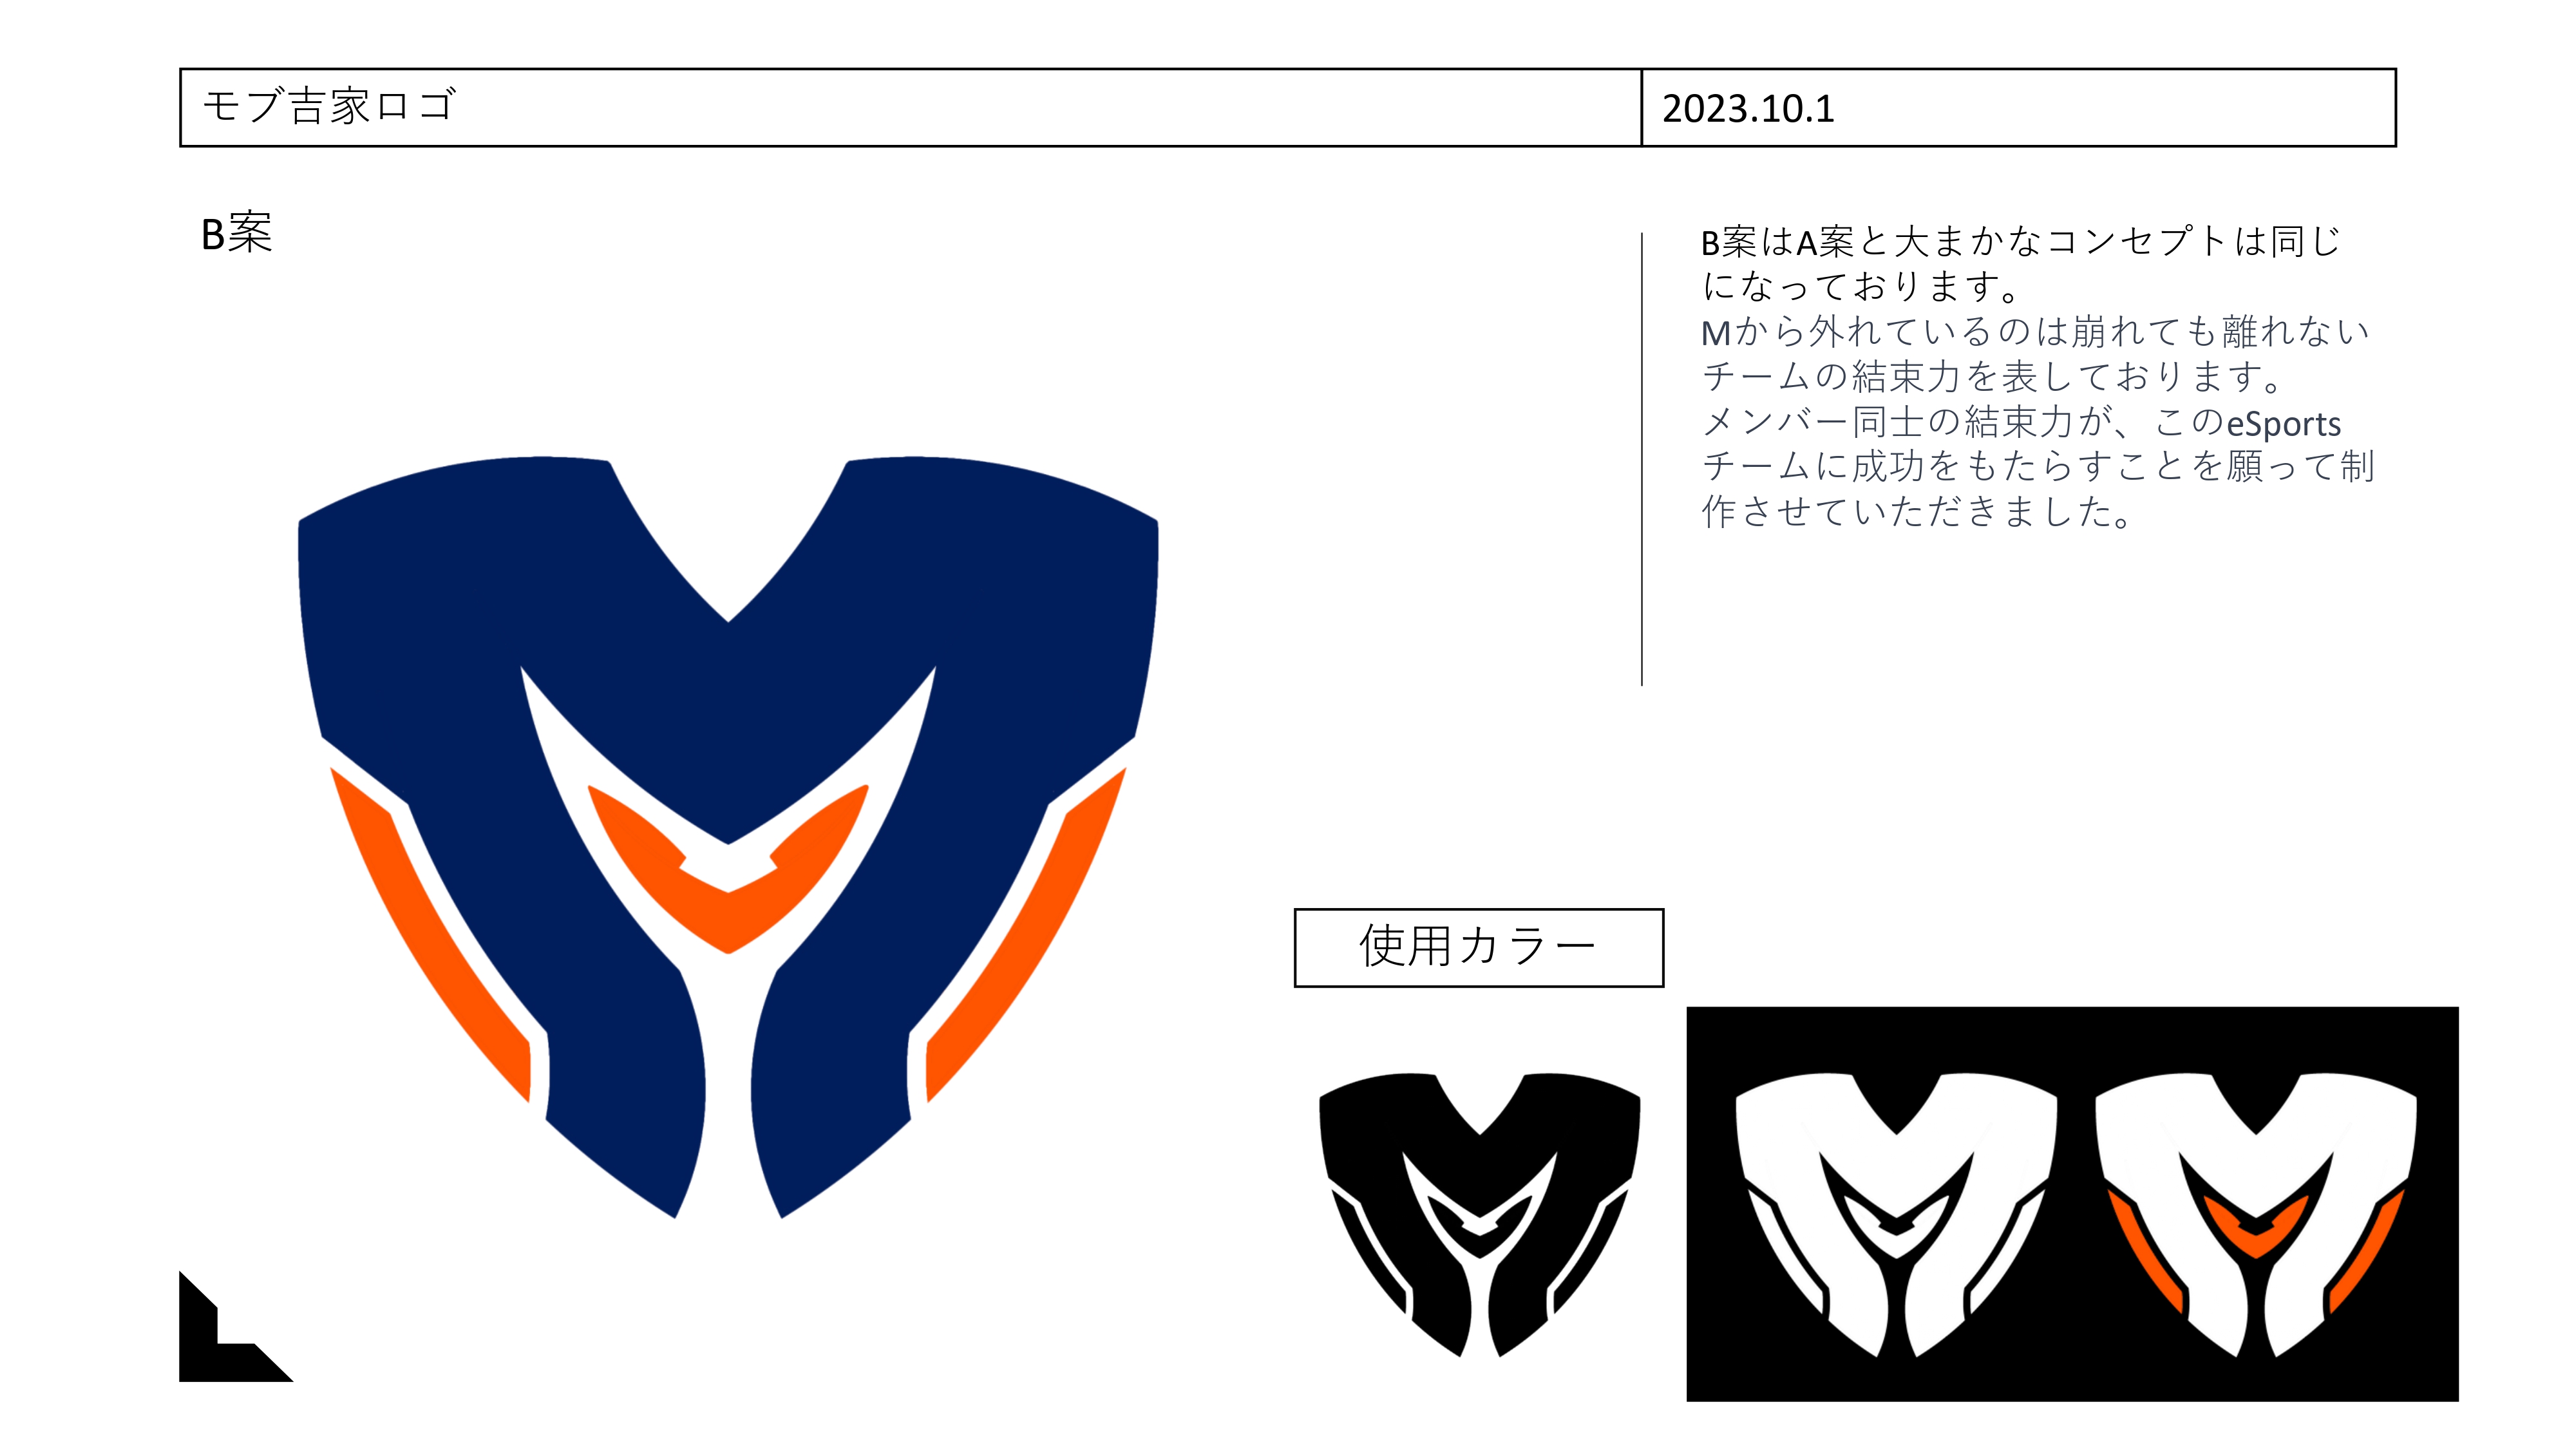 モブ吉家ロゴ
2023.10.1
B案
B案はA案と大まかなコンセプトは同じ
になっております。
Mから外れているのは崩れても離れない
チームの結束力を表しております。
メンバー同士の結束力が、このeSports
チームに成功をもたらすことを願って制
作させていただきました。
使用カラー